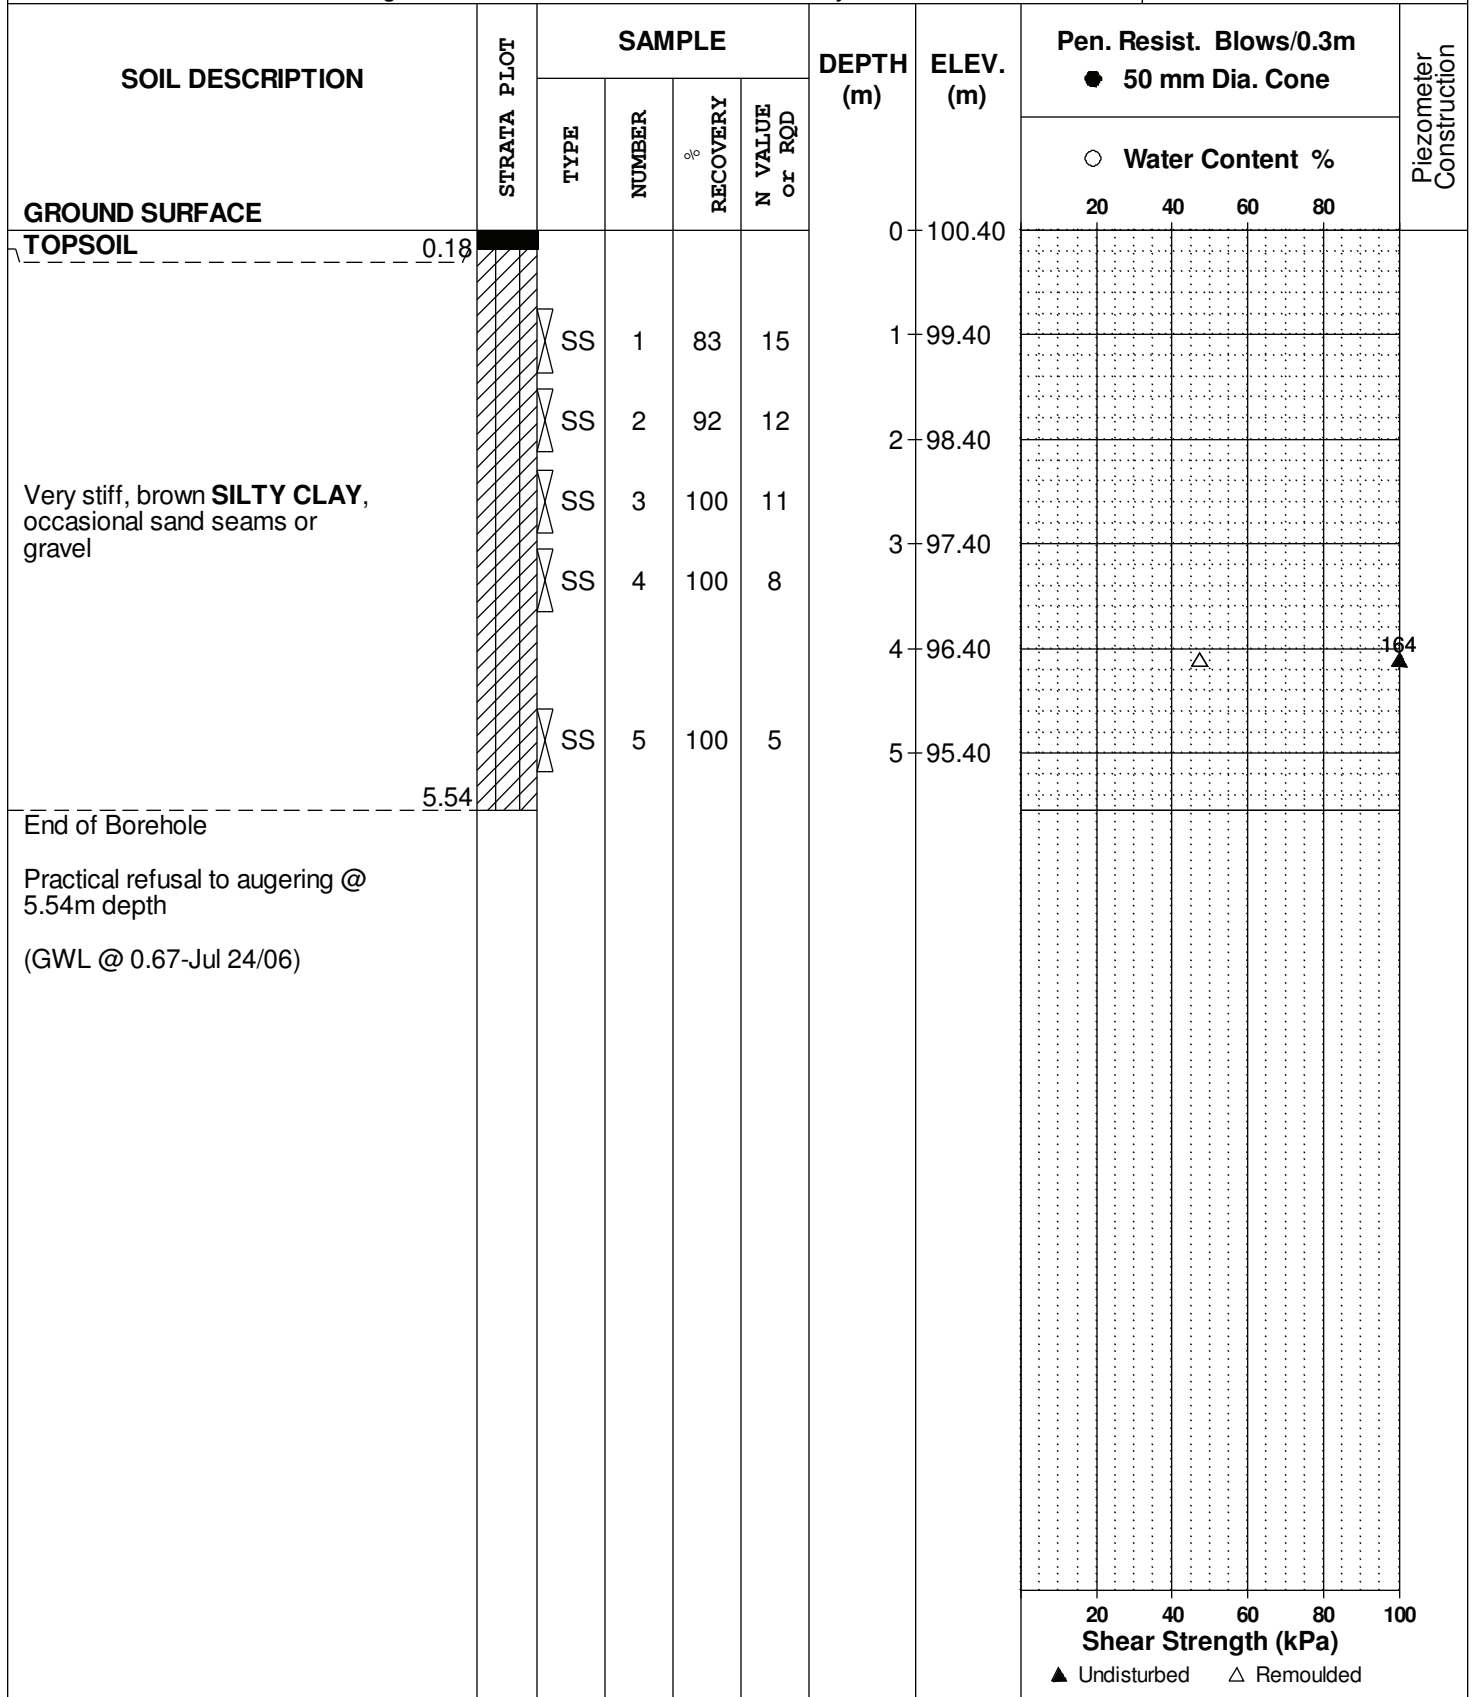 SOIL DESCRIPTION
GROUND SURFACE
STRATA PLOT
SAMPLE
TYPE
NUMBER
% RECOVERY
N VALUE
or RQD
DEPTH
(m)
ELEV.
(m)
Pen. Resist. Blows/0.3m
● 50 mm Dia. Cone
○ Water Content %
20 40 60 80
Piezometer
Construction
0 100.40
TOPSOIL 0.18
SS 1 83 15
1 99.40
SS 2 92 12
2 98.40
Very stiff, brown SILTY CLAY,
occasional sand seams or
gravel
SS 3 100 11
3 97.40
SS 4 100 8
4 96.40
164
SS 5 100 5
5 95.40
5.54
End of Borehole
Practical refusal to augering @
5.54m depth
(GWL @ 0.67-Jul 24/06)
20 40 60 80 100
Shear Strength (kPa)
▲ Undisturbed △ Remoulded